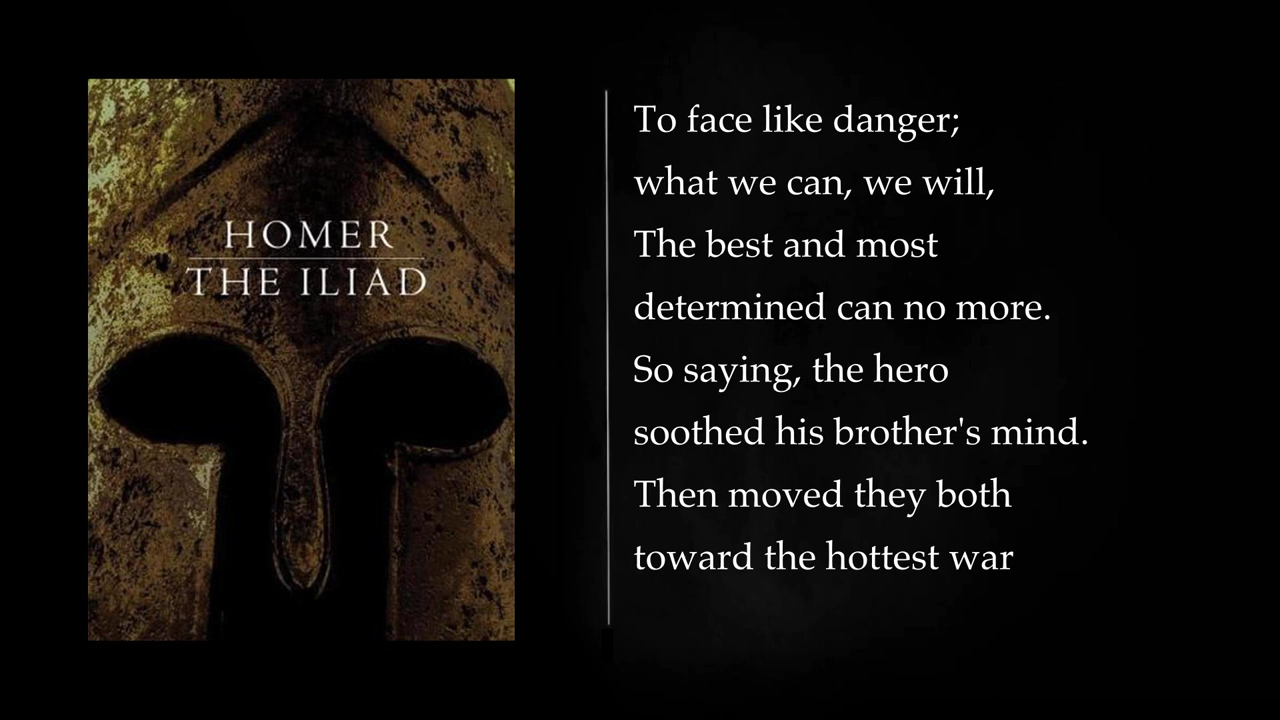 HOMER
THE ILIAD
To face like danger;
what we can, we will,
The best and most
determined can no more.
So saying, the hero
soothed his brother's mind.
Then moved they both
toward the hottest war